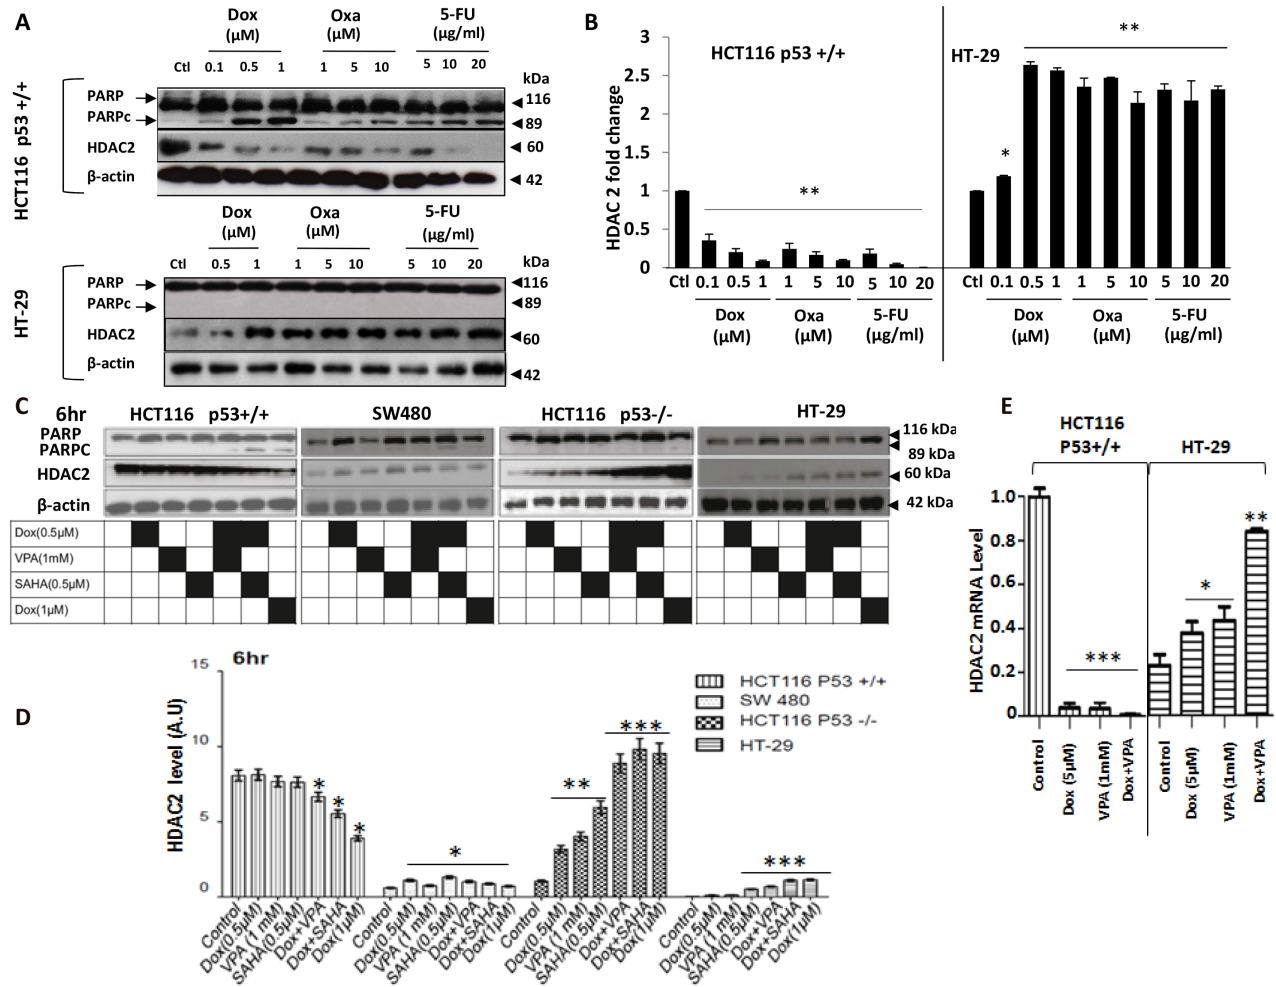 A
Dox
(µM)
Oxa
(µM)
5-FU
(µg/ml)
Ctl 0.1 0.5 1 1 5 10 5 10 20
kDa
HCT116 p53 +/+
PARP
PARPc
HDAC2
β-actin
116
89
60
42
Dox
(µM)
Oxa
(µM)
5-FU
(µg/ml)
Ctl 0.5 1 1 5 10 5 10 20
kDa
HT-29
PARP
PARPc
HDAC2
β-actin
116
89
60
42
B
HDAC 2 fold change
3
2.5
2
1.5
1
0.5
0
HCT116 p53 +/+
HT-29
**
*
**
Ctl 0.1 0.5 1 1 5 10 5 10 20
Dox
(µM)
Oxa
(µM)
5-FU
(µg/ml)
Ctl 0.1 0.5 1 1 5 10 5 10 20
Dox
(µM)
Oxa
(µM)
5-FU
(µg/ml)
C
6hr
HCT116 p53+/+
SW480
HCT116 p53-/-
HT-29
PARP
PARPC
HDAC2
β-actin
116 kDa
89 kDa
60 kDa
42 kDa
Dox(0.5µM)
VPA(1mM)
SAHA(0.5µM)
Dox(1µM)
D
6hr
HDAC2 level (A.U)
15
10
5
0
HCT116 P53 +/+
SW 480
HCT116 P53 -/-
HT-29
*
*
*
*
**
***
***
Control
Dox(0.5µM)
VPA (1 mM)
SAHA(0.5µM)
Dox+VPA
Dox+SAHA
Dox(1µM)
Control
Dox(0.5µM)
VPA (1 mM)
SAHA(0.5µM)
Dox+VPA
Dox+SAHA
Dox(1µM)
Control
Dox(0.5µM)
VPA (1 mM)
SAHA(0.5µM)
Dox+VPA
Dox+SAHA
Dox(1µM)
Control
Dox(0.5µM)
VPA (1 mM)
SAHA(0.5µM)
Dox+VPA
Dox+SAHA
Dox(1µM)
E
HCT116
P53+/+
HT-29
HDAC2 mRNA Level
1.0
0.8
0.6
0.4
0.2
0
***
*
**
Control
Dox (5µM)
VPA (1mM)
Dox+VPA
Control
Dox (5µM)
VPA (1mM)
Dox+VPA